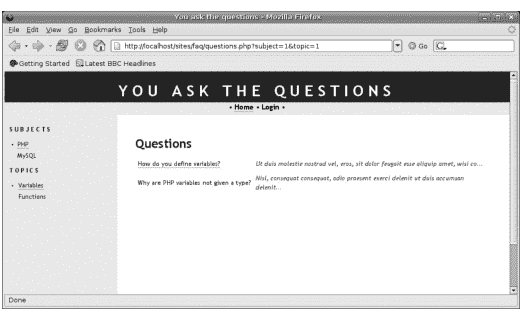 You ask the questions - Mozilla Firefox
File Edit View Go Bookmarks Tools Help
http://localhost/sites/faq/questions.php?subject=1&topic=1
Go
Getting Started Latest BBC Headlines
YOU ASK THE QUESTIONS
• Home • Login •
SUBJECTS
• PHP
MySQL
TOPICS
• Variables
Functions
Questions
How do you define variables? Ut duis molestie nostrud vel, eros, sit dolor feugait esse aliquip amet, wisi co...
Why are PHP variables not given a type? Nisl, consequat consequat, odio praesent exerci delenit ut duis accumsan
delenit...
Done